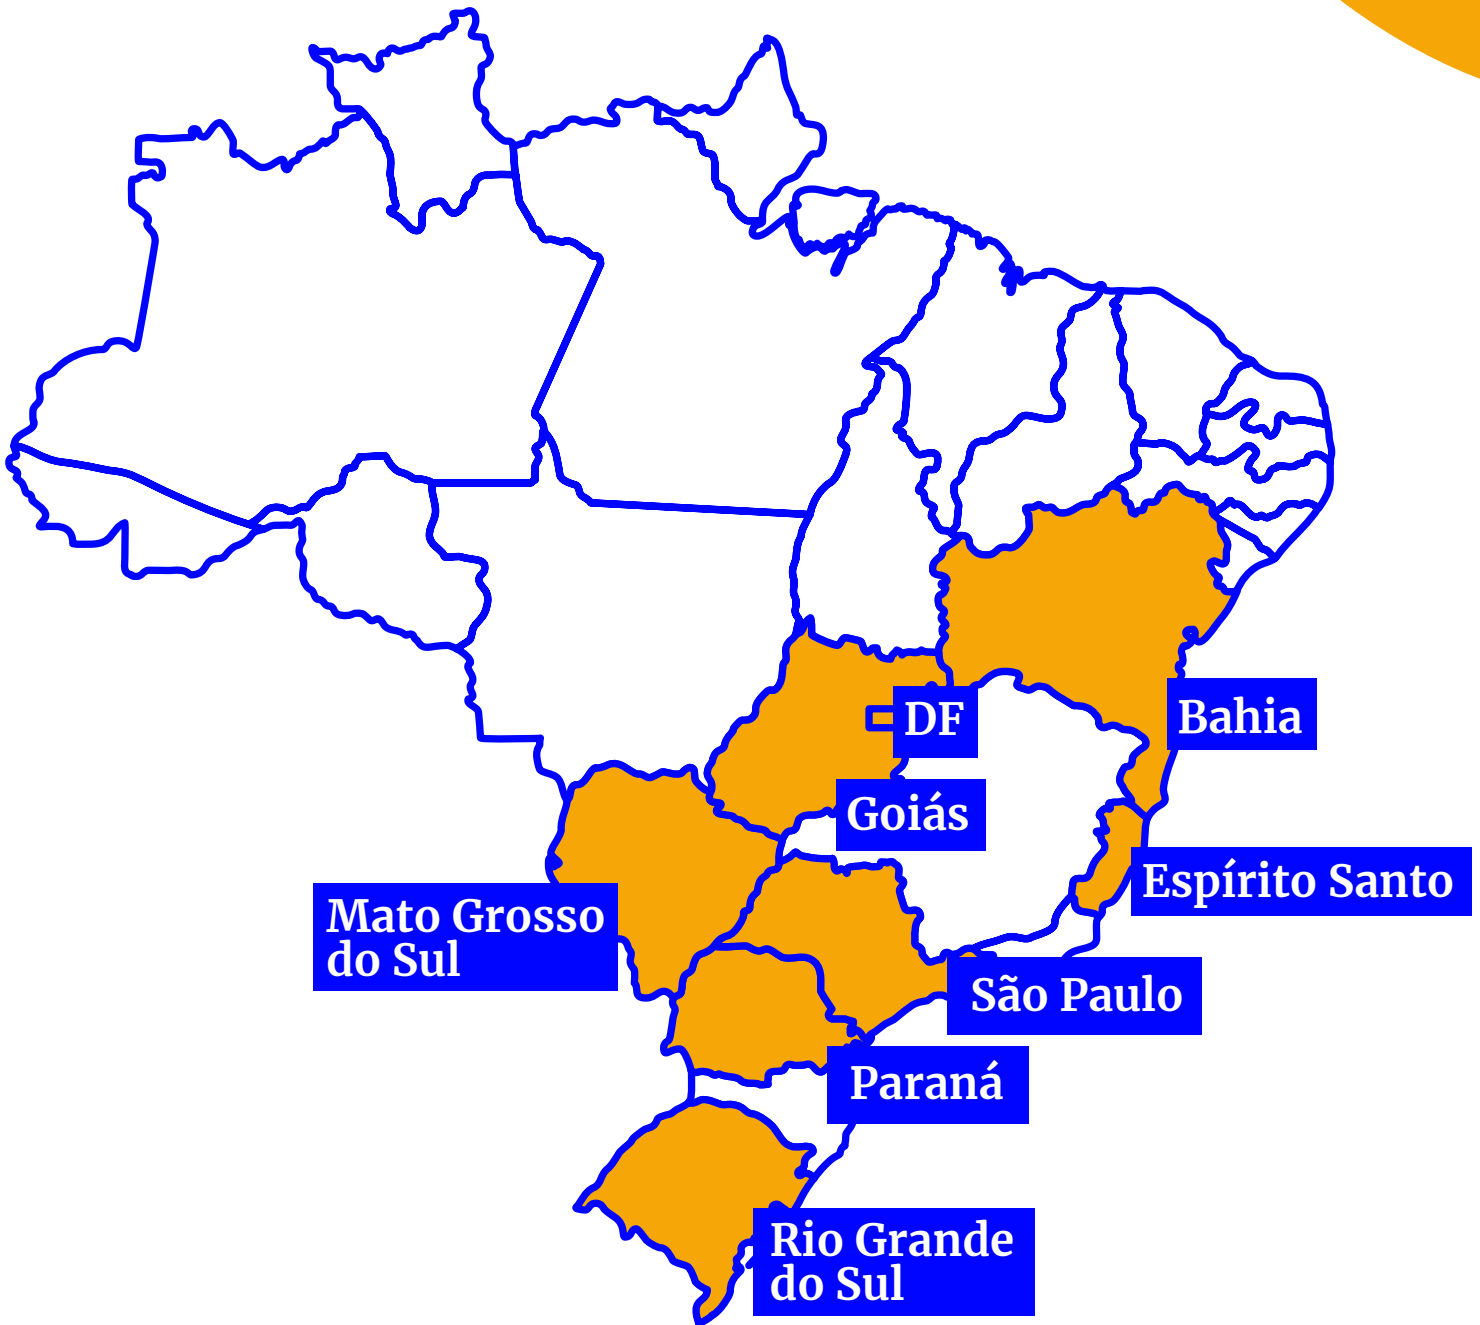 DF
Bahia
Goiás
Espírito Santo
Mato Grosso
do Sul
São Paulo
Paraná
Rio Grande
do Sul